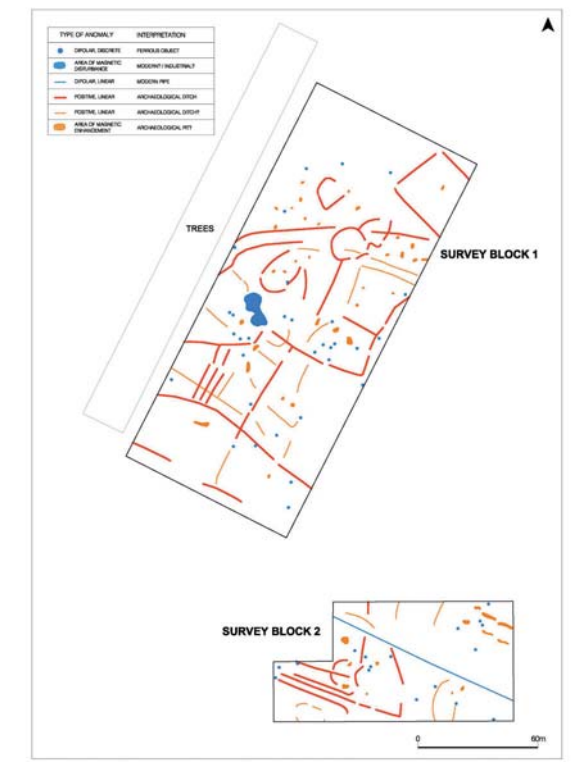 TYPE OF ANOMALY INTERPRETATION
DIPOLAR, DISCRETE FERROUS OBJECT
AREA OF MAGNETIC DISTURBANCE MODERN / INDUSTRIAL?
DIPOLAR, LINEAR MODERN PIPE
POSITIVE, LINEAR ARCHAEOLOGICAL DITCH
POSITIVE, LINEAR ARCHAEOLOGICAL DITCH?
AREA OF MAGNETIC ENHANCEMENT ARCHAEOLOGICAL PIT?
TREES
SURVEY BLOCK 1
SURVEY BLOCK 2
0 60m